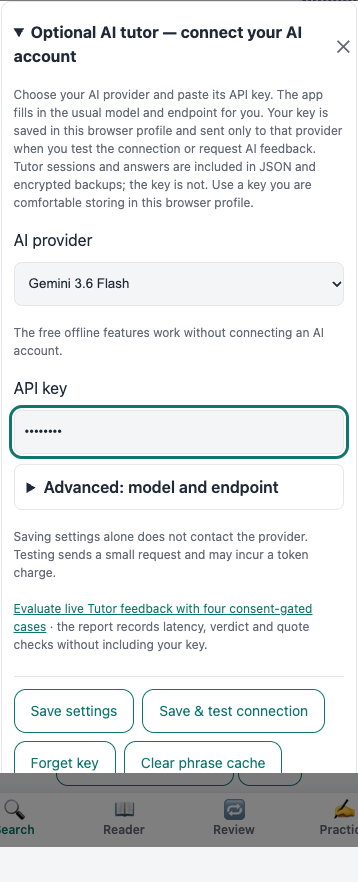 ▼ Optional AI tutor — connect your AI
account
Choose your AI provider and paste its API key. The app
fills in the usual model and endpoint for you. Your key is
saved in this browser profile and sent only to that provider
when you test the connection or request AI feedback.
Tutor sessions and answers are included in JSON and
encrypted backups; the key is not. Use a key you are
comfortable storing in this browser profile.
AI provider
Gemini 3.6 Flash
The free offline features work without connecting an AI
account.
API key
••••••••
▶ Advanced: model and endpoint
Saving settings alone does not contact the provider.
Testing sends a small request and may incur a token
charge.
Evaluate live Tutor feedback with four consent-gated
cases · the report records latency, verdict and quote
checks without including your key.
Save settings
Save & test connection
Forget key
Clear phrase cache
earch
Reader
Review
Practic